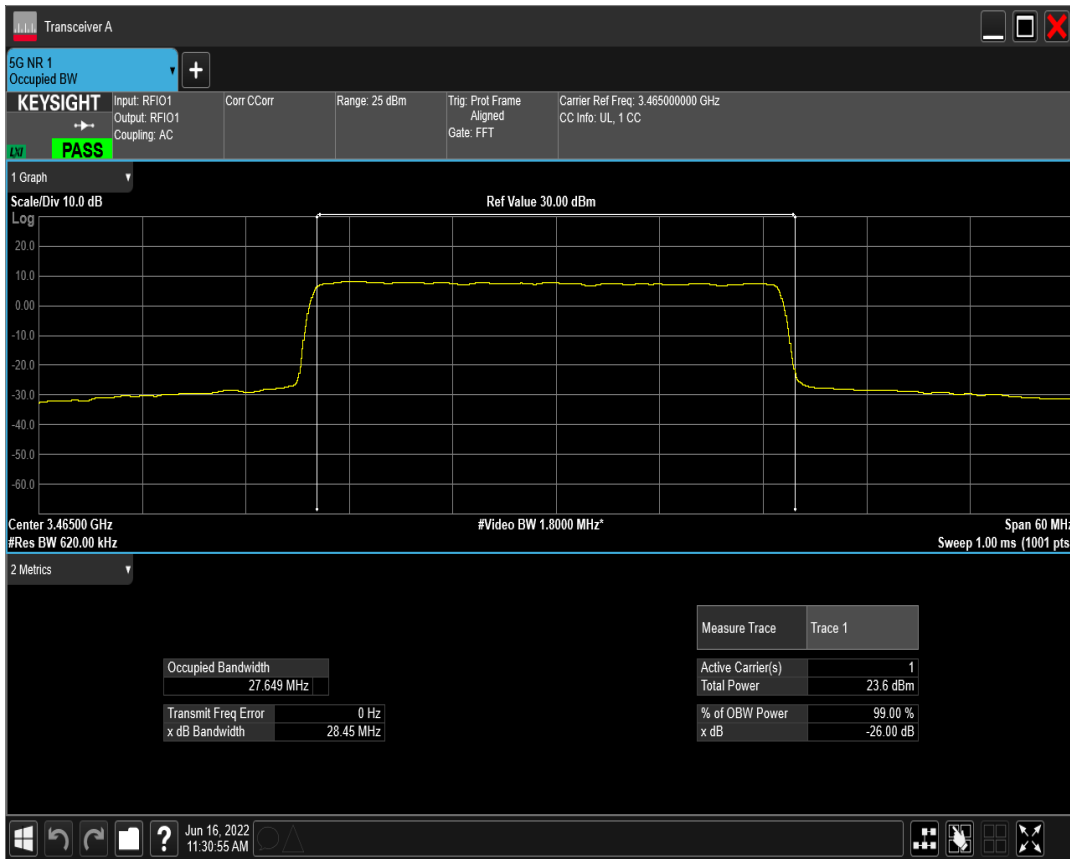 Transceiver A
5G NR 1
Occupied BW
KEYSIGHT
LXI
PASS
Input: RFIO1
Output: RFIO1
Coupling: AC
Corr CCorr
Range: 25 dBm
Trig: Prot Frame
Aligned
Gate: FFT
Carrier Ref Freq: 3.465000000 GHz
CC Info: UL, 1 CC
1 Graph
Scale/Div 10.0 dB
Ref Value 30.00 dBm
Log
20.0
10.0
0.00
-10.0
-20.0
-30.0
-40.0
-50.0
-60.0
Center 3.46500 GHz
#Video BW 1.8000 MHz*
Span 60 MHz
#Res BW 620.00 kHz
Sweep 1.00 ms (1001 pts
2 Metrics
Measure Trace Trace 1
Occupied Bandwidth
27.649 MHz
Active Carrier(s) 1
Total Power 23.6 dBm
Transmit Freq Error 0 Hz
x dB Bandwidth 28.45 MHz
% of OBW Power 99.00 %
x dB -26.00 dB
?
Jun 16, 2022
11:30:55 AM